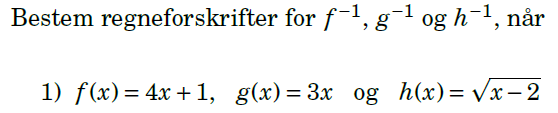 Bestem regneforskrifter for f⁻¹, g⁻¹ og h⁻¹, når
1) f(x) = 4x + 1, g(x) = 3x og h(x) = √(x − 2)